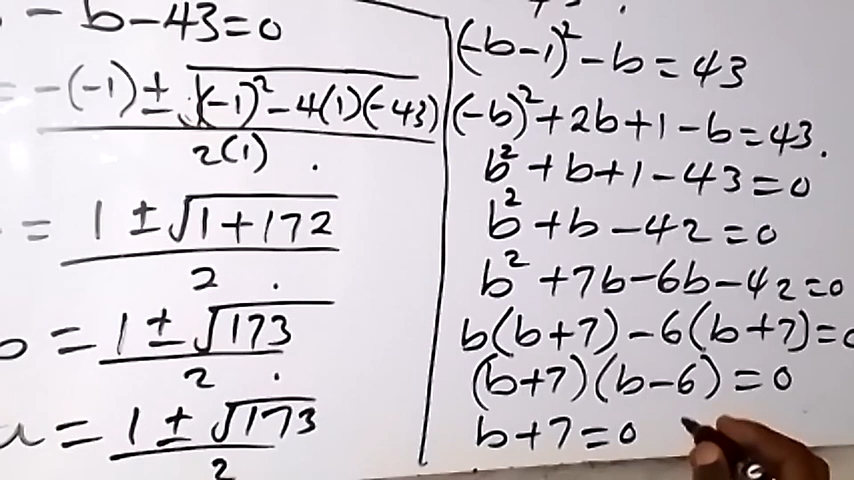 - b - 43 = 0
= -(-1) ± √(-1)² - 4(1)(-43)
2(1) .
= 1 ± √1 + 172
2 .
b = 1 ± √173
2 .
a = 1 ± √173
2
(-b-1)² - b = 43
(-b)² + 2b + 1 - b = 43.
b² + b + 1 - 43 = 0
b² + b - 42 = 0
b² + 7b - 6b - 42 = 0
b(b+7) - 6(b+7) = 0
(b+7)(b-6) = 0
b + 7 = 0